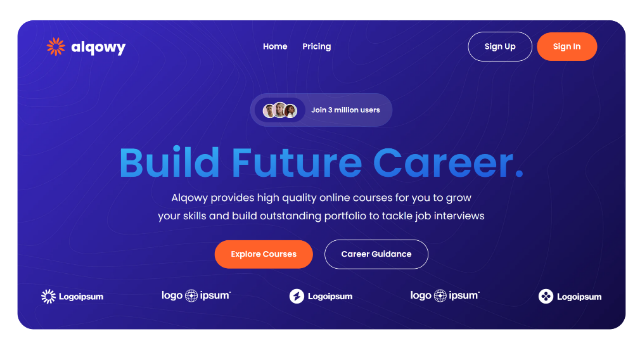 alqowy
Home Pricing
Sign Up
Sign In
Join 3 million users
Build Future Career.
Alqowy provides high quality online courses for you to grow
your skills and build outstanding portfolio to tackle job interviews
Explore Courses
Career Guidance
Logoipsum
logo ipsum
Logoipsum
logo ipsum
Logoipsum